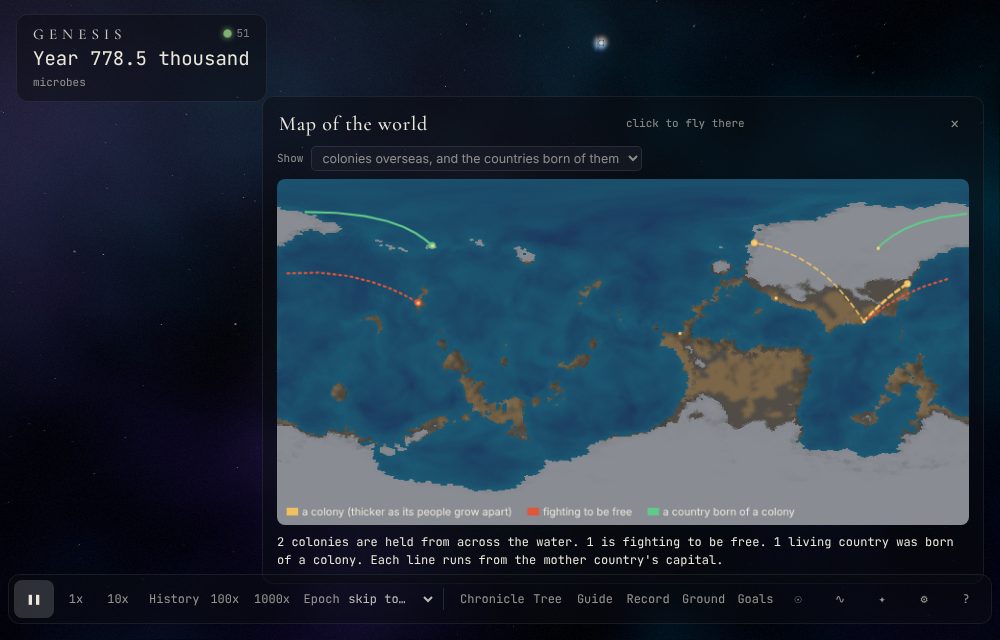 GENESIS
51
Year 778.5 thousand
microbes
Map of the world
click to fly there
×
Show
colonies overseas, and the countries born of them
a colony (thicker as its people grow apart)
fighting to be free
a country born of a colony
2 colonies are held from across the water. 1 is fighting to be free. 1 living country was born
of a colony. Each line runs from the mother country's capital.
1x 10x History 100x 1000x Epoch skip to… Chronicle Tree Guide Record Ground Goals ?